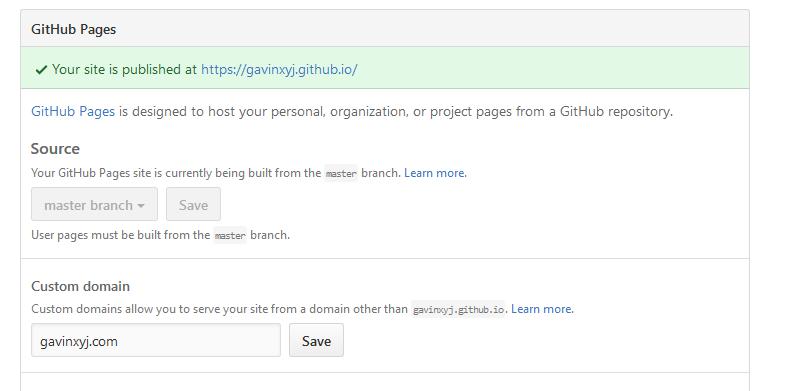 GitHub Pages
Your site is published at https://gavinxyj.github.io/
GitHub Pages is designed to host your personal, organization, or project pages from a GitHub repository.
Source
Your GitHub Pages site is currently being built from the master branch. Learn more.
master branch Save
User pages must be built from the master branch.
Custom domain
Custom domains allow you to serve your site from a domain other than gavinxyj.github.io. Learn more.
gavinxyj.com Save